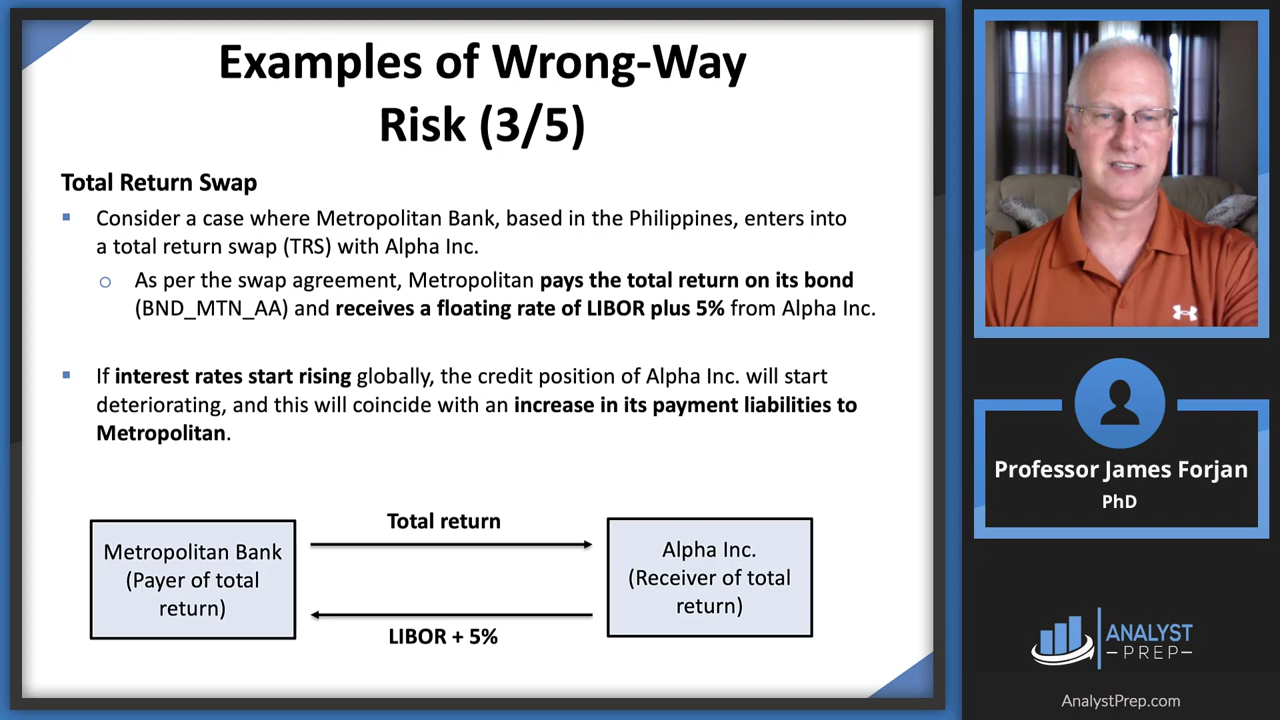 Examples of Wrong-Way
Risk (3/5)
Total Return Swap
▪ Consider a case where Metropolitan Bank, based in the Philippines, enters into
a total return swap (TRS) with Alpha Inc.
o As per the swap agreement, Metropolitan pays the total return on its bond
(BND_MTN_AA) and receives a floating rate of LIBOR plus 5% from Alpha Inc.
▪ If interest rates start rising globally, the credit position of Alpha Inc. will start
deteriorating, and this will coincide with an increase in its payment liabilities to
Metropolitan.
Metropolitan Bank
(Payer of total
return)
Total return
LIBOR + 5%
Alpha Inc.
(Receiver of total
return)
Professor James Forjan
PhD
ANALYST
PREP
AnalystPrep.com